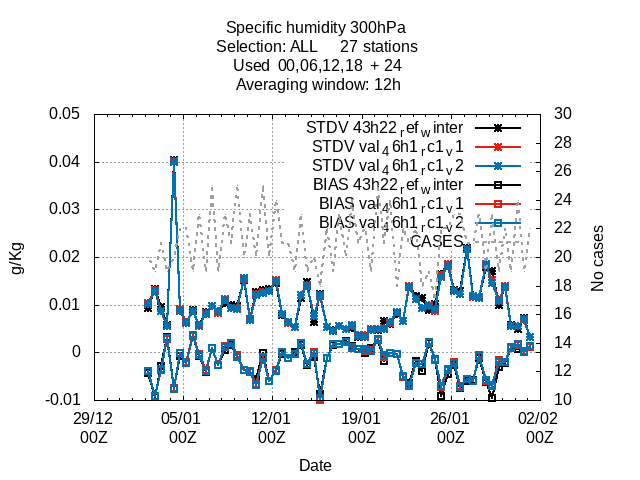 Specific humidity 300hPa
Selection: ALL 27 stations
Used 00,06,12,18 + 24
Averaging window: 12h
0.05
0.04
0.03
0.02
0.01
0
-0.01
g/Kg
30
28
26
24
22
20
18
16
14
12
10
No cases
STDV 43h22_ref_winter
STDV val_46h1_rc1_v1
STDV val_46h1_rc1_v2
BIAS 43h22_ref_winter
BIAS val_46h1_rc1_v1
BIAS val_46h1_rc1_v2
CASES
29/12 05/01 12/01 19/01 26/01 02/02
00Z 00Z 00Z 00Z 00Z 00Z
Date